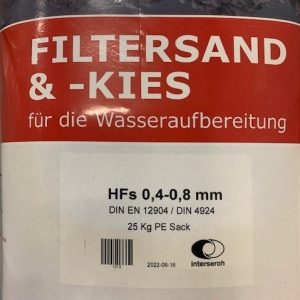 FILTERSAND
& -KIES
für die Wasseraufbereitung
HFs 0,4-0,8 mm
DIN EN 12904 / DIN 4924
25 Kg PE Sack
2022-06-16
interseroh